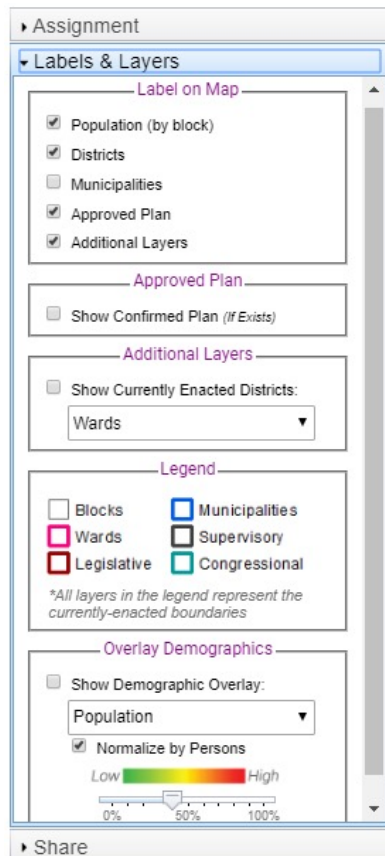 Assignment
Labels & Layers
Label on Map
Population (by block)
Districts
Municipalities
Approved Plan
Additional Layers
Approved Plan
Show Confirmed Plan (If Exists)
Additional Layers
Show Currently Enacted Districts:
Wards
Legend
Blocks Municipalities
Wards Supervisory
Legislative Congressional
*All layers in the legend represent the
currently-enacted boundaries
Overlay Demographics
Show Demographic Overlay:
Population
Normalize by Persons
Low High
0% 50% 100%
Share